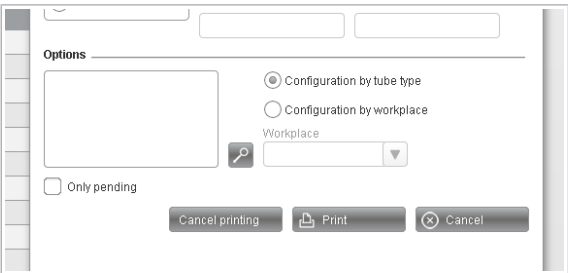 Options
Configuration by tube type
Configuration by workplace
Workplace
Only pending
Cancel printing
Print
Cancel